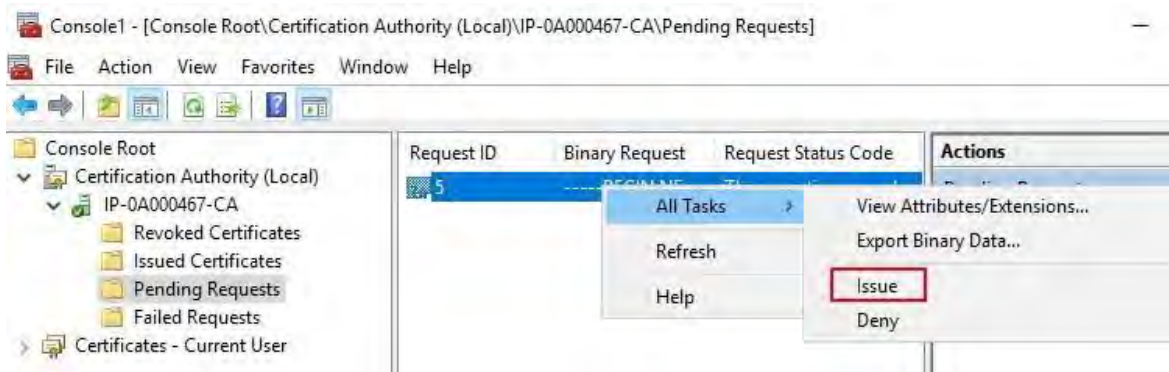 Console1 - [Console Root\Certification Authority (Local)\IP-0A000467-CA\Pending Requests]
File Action View Favorites Window Help
Console Root
Certification Authority (Local)
IP-0A000467-CA
Revoked Certificates
Issued Certificates
Pending Requests
Failed Requests
Certificates - Current User
Request ID Binary Request Request Status Code
5
Actions
All Tasks
Refresh
Help
View Attributes/Extensions...
Export Binary Data...
Issue
Deny